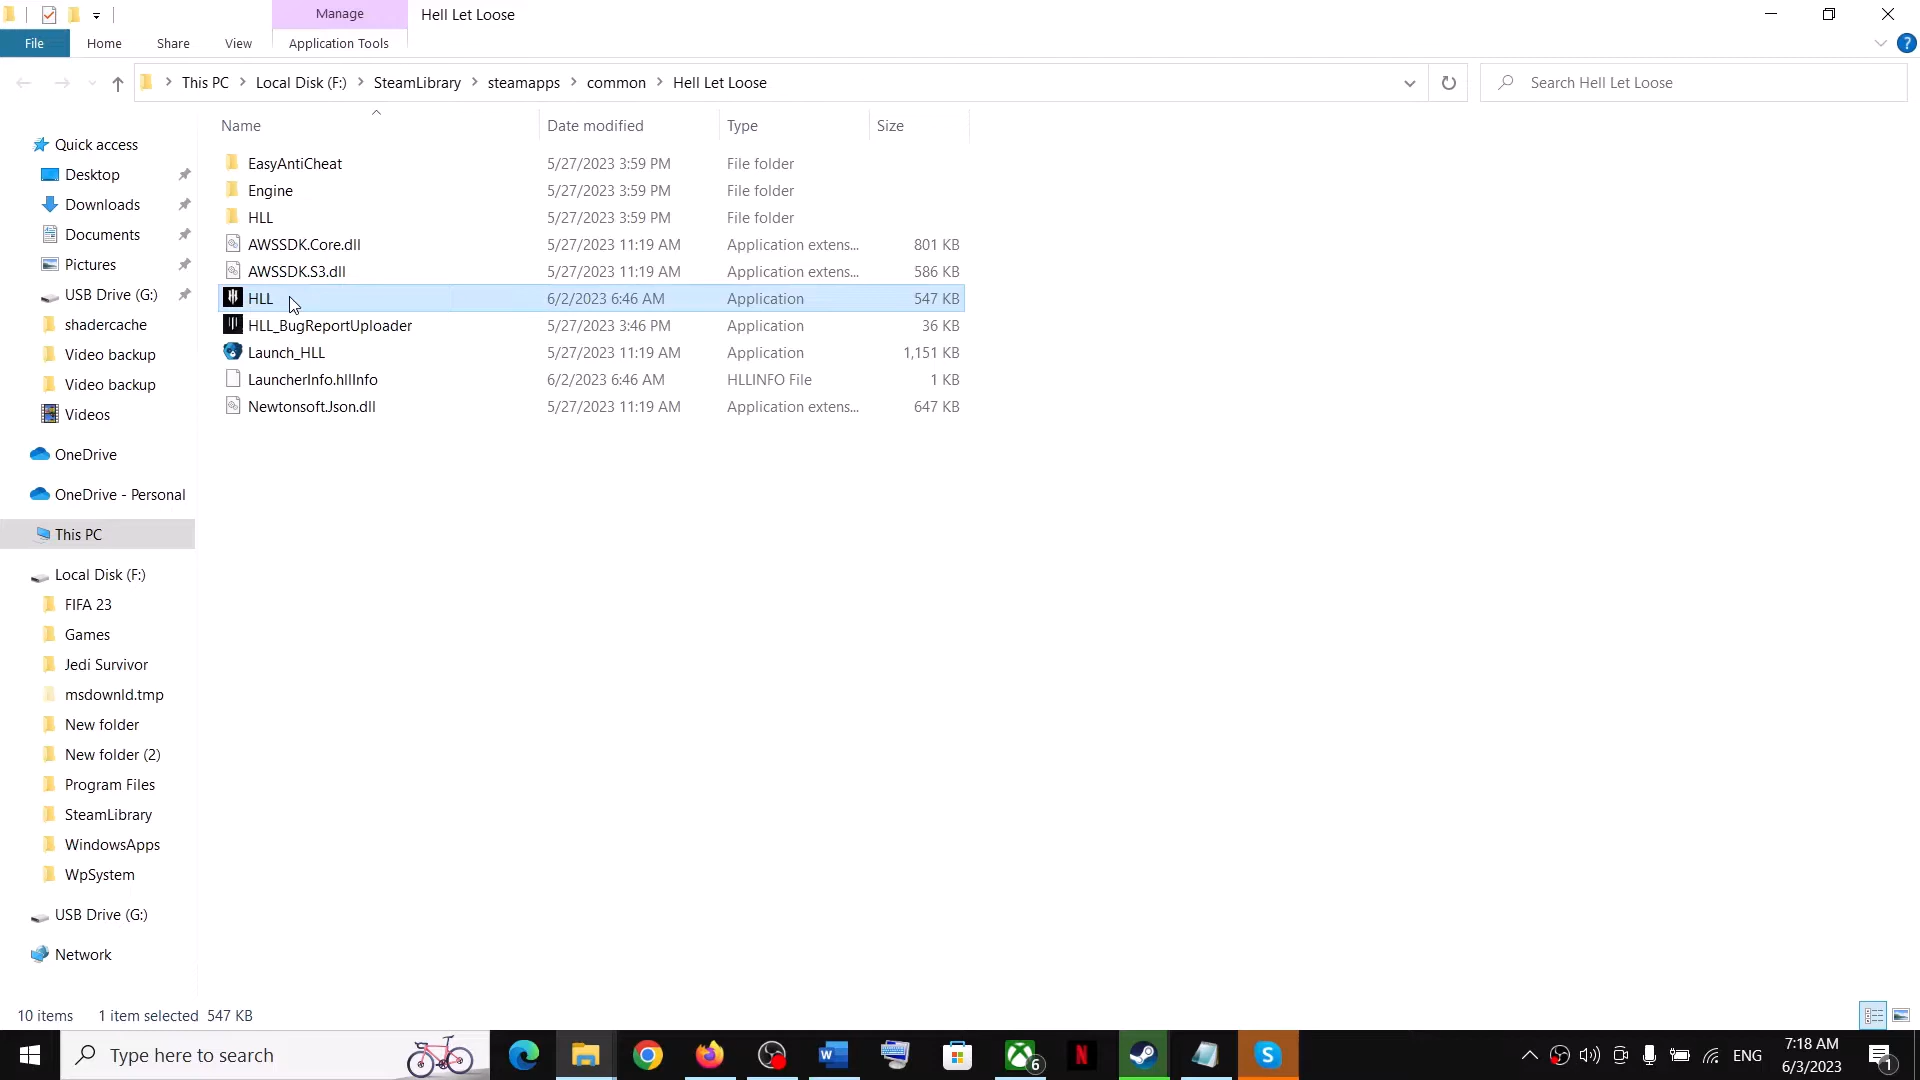 Manage
Hell Let Loose
File
Home
Share
View
Application Tools
?
This PC
Local Disk (F:)
SteamLibrary
steamapps
common
Hell Let Loose
Search Hell Let Loose
Name
Date modified
Type
Size
EasyAntiCheat 5/27/2023 3:59 PM File folder
Engine 5/27/2023 3:59 PM File folder
HLL 5/27/2023 3:59 PM File folder
AWSSDK.Core.dll 5/27/2023 11:19 AM Application extens... 801 KB
AWSSDK.S3.dll 5/27/2023 11:19 AM Application extens... 586 KB
HLL 6/2/2023 6:46 AM Application 547 KB
HLL_BugReportUploader 5/27/2023 3:46 PM Application 36 KB
Launch_HLL 5/27/2023 11:19 AM Application 1,151 KB
LauncherInfo.hllInfo 6/2/2023 6:46 AM HLLINFO File 1 KB
Newtonsoft.Json.dll 5/27/2023 11:19 AM Application extens... 647 KB
Quick access
Desktop
Downloads
Documents
Pictures
USB Drive (G:)
shadercache
Video backup
Video backup
Videos
OneDrive
OneDrive - Personal
This PC
Local Disk (F:)
FIFA 23
Games
Jedi Survivor
msdownld.tmp
New folder
New folder (2)
Program Files
SteamLibrary
WindowsApps
WpSystem
USB Drive (G:)
Network
10 items
1 item selected 547 KB
Type here to search
6
ENG
7:18 AM
6/3/2023
1